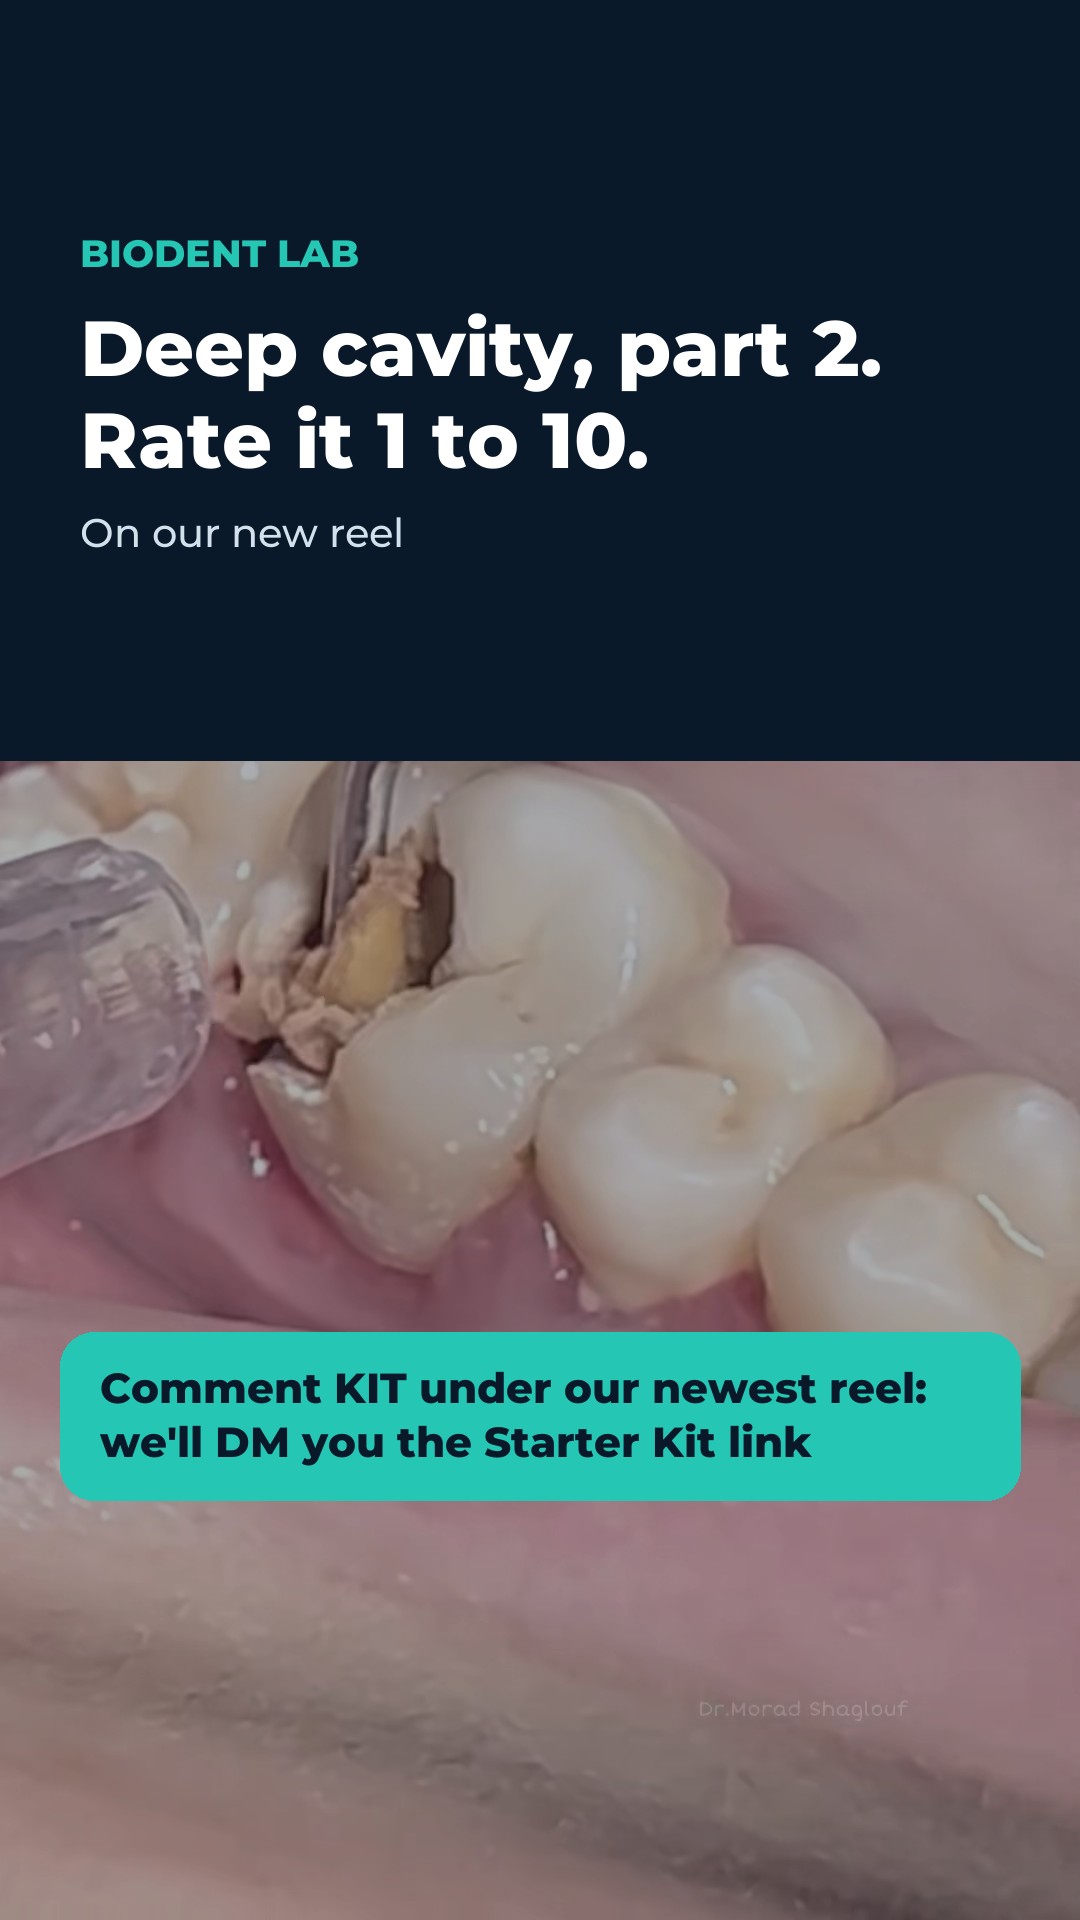 BIODENT LAB
Deep cavity, part 2.
Rate it 1 to 10.
On our new reel
Comment KIT under our newest reel:
we'll DM you the Starter Kit link
Dr.Morad Shaglouf